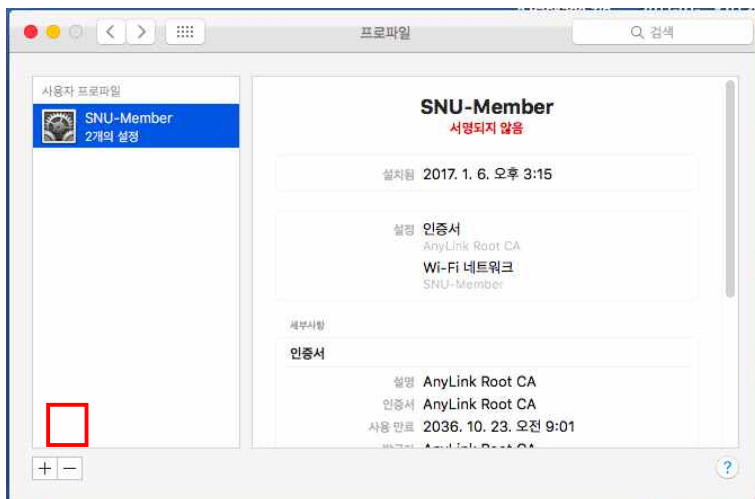 프로파일
검색
사용자 프로파일
SNU-Member
2개의 설정
SNU-Member
서명되지 않음
설치됨 2017. 1. 6. 오후 3:15
설정 인증서
AnyLink Root CA
Wi-Fi 네트워크
SNU-Member
세부사항
인증서
설명 AnyLink Root CA
인증서 AnyLink Root CA
사용 만료 2036. 10. 23. 오전 9:01
AnyLink Root CA
+ −
?